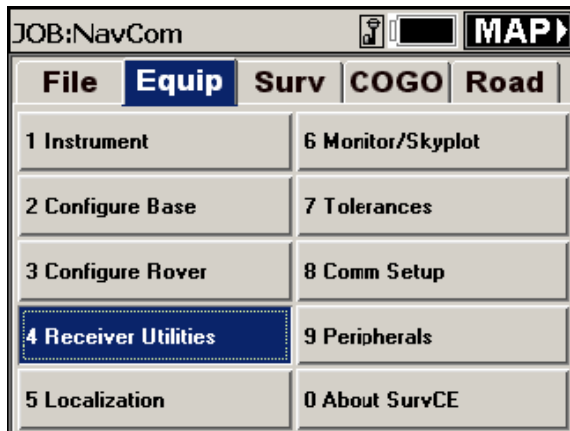 JOB:NavCom MAP
File Equip Surv COGO Road
1 Instrument
6 Monitor/Skyplot
2 Configure Base
7 Tolerances
3 Configure Rover
8 Comm Setup
4 Receiver Utilities
9 Peripherals
5 Localization
0 About SurvCE